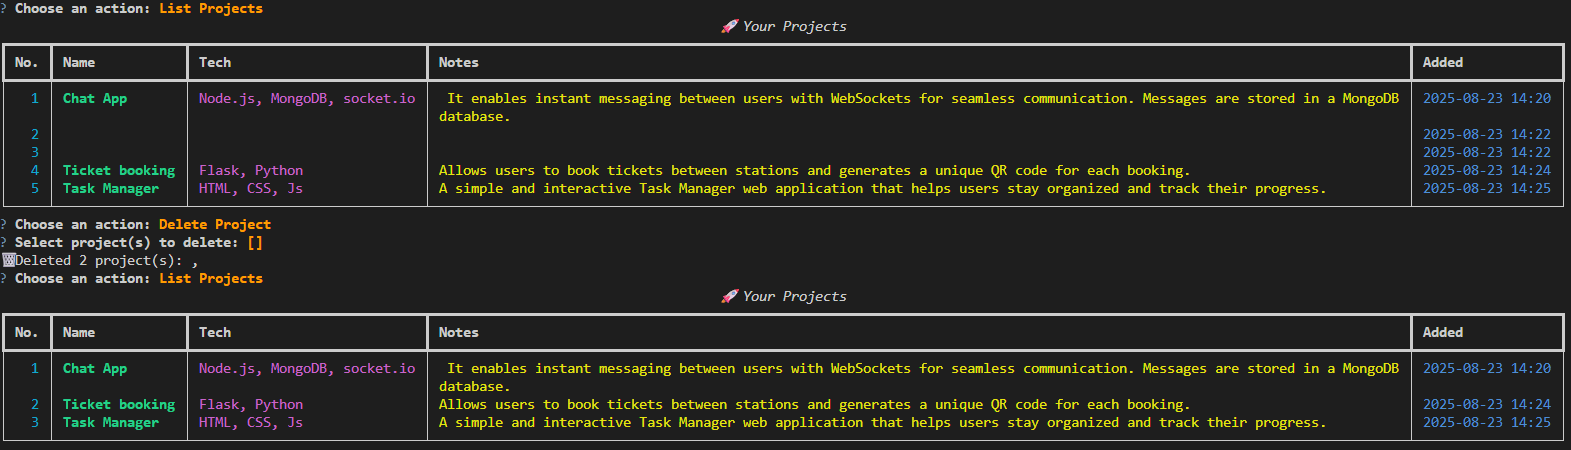 ? Choose an action: List Projects
🚀 Your Projects
No. Name Tech Notes Added
1 Chat App Node.js, MongoDB, socket.io It enables instant messaging between users with WebSockets for seamless communication. Messages are stored in a MongoDB 2025-08-23 14:20
database.
2 2025-08-23 14:22
3 2025-08-23 14:22
4 Ticket booking Flask, Python Allows users to book tickets between stations and generates a unique QR code for each booking. 2025-08-23 14:24
5 Task Manager HTML, CSS, Js A simple and interactive Task Manager web application that helps users stay organized and track their progress. 2025-08-23 14:25
? Choose an action: Delete Project
? Select project(s) to delete: []
🗑Deleted 2 project(s): ,
? Choose an action: List Projects
🚀 Your Projects
No. Name Tech Notes Added
1 Chat App Node.js, MongoDB, socket.io It enables instant messaging between users with WebSockets for seamless communication. Messages are stored in a MongoDB 2025-08-23 14:20
database.
2 Ticket booking Flask, Python Allows users to book tickets between stations and generates a unique QR code for each booking. 2025-08-23 14:24
3 Task Manager HTML, CSS, Js A simple and interactive Task Manager web application that helps users stay organized and track their progress. 2025-08-23 14:25